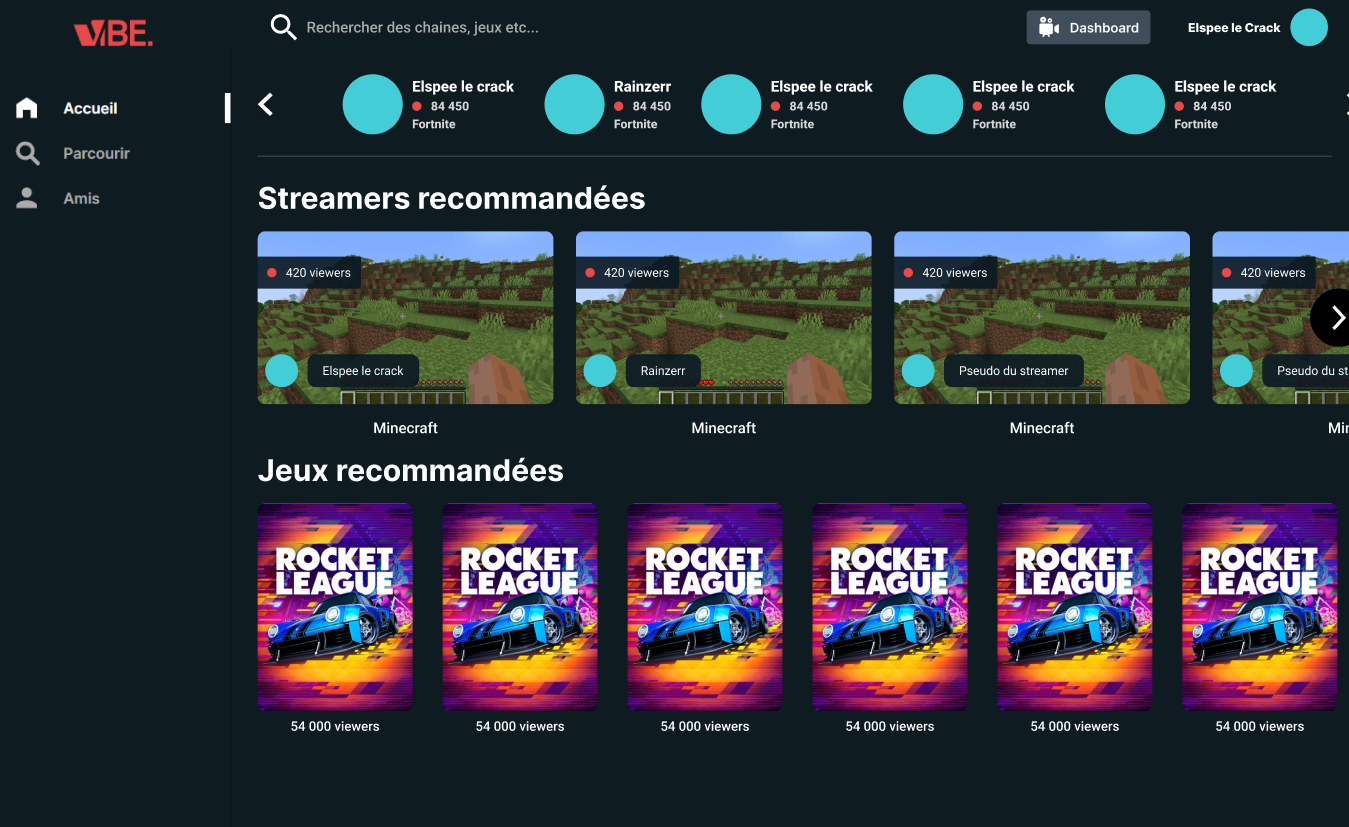 VIBE.
Rechercher des chaines, jeux etc...
Dashboard
Elspee le Crack
Accueil
Parcourir
Amis
Elspee le crack
84 450
Fortnite
Rainzerr
84 450
Fortnite
Elspee le crack
84 450
Fortnite
Elspee le crack
84 450
Fortnite
Elspee le crack
84 450
Fortnite
Streamers recommandées
420 viewers
Elspee le crack
Minecraft
420 viewers
Rainzerr
Minecraft
420 viewers
Pseudo du streamer
Minecraft
420 viewers
Pseudo du
Jeux recommandées
ROCKET
LEAGUE
54 000 viewers
ROCKET
LEAGUE
54 000 viewers
ROCKET
LEAGUE
54 000 viewers
ROCKET
LEAGUE
54 000 viewers
ROCKET
LEAGUE
54 000 viewers
ROCKET
LEAGUE
54 000 viewers